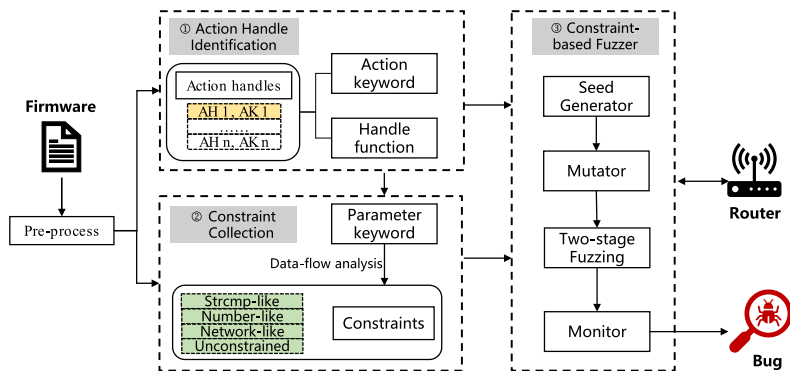 Firmware
Pre-process
① Action Handle
Identification
Action handles
AH 1, AK 1
......
AH n, AK n
Action
keyword
Handle
function
② Constraint
Collection
Parameter
keyword
Data-flow analysis
Strcmp-like
Number-like
Network-like
Unconstrained
Constraints
③ Constraint-
based Fuzzer
Seed
Generator
Mutator
Two-stage
Fuzzing
Monitor
Router
Bug